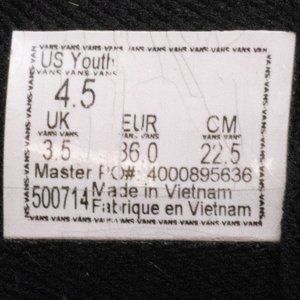 US Youth
4.5
UK EUR CM
3.5 36.0 22.5
Master PO#: 4000895636
500714 Made in Vietnam
Fabrique en Vietnam